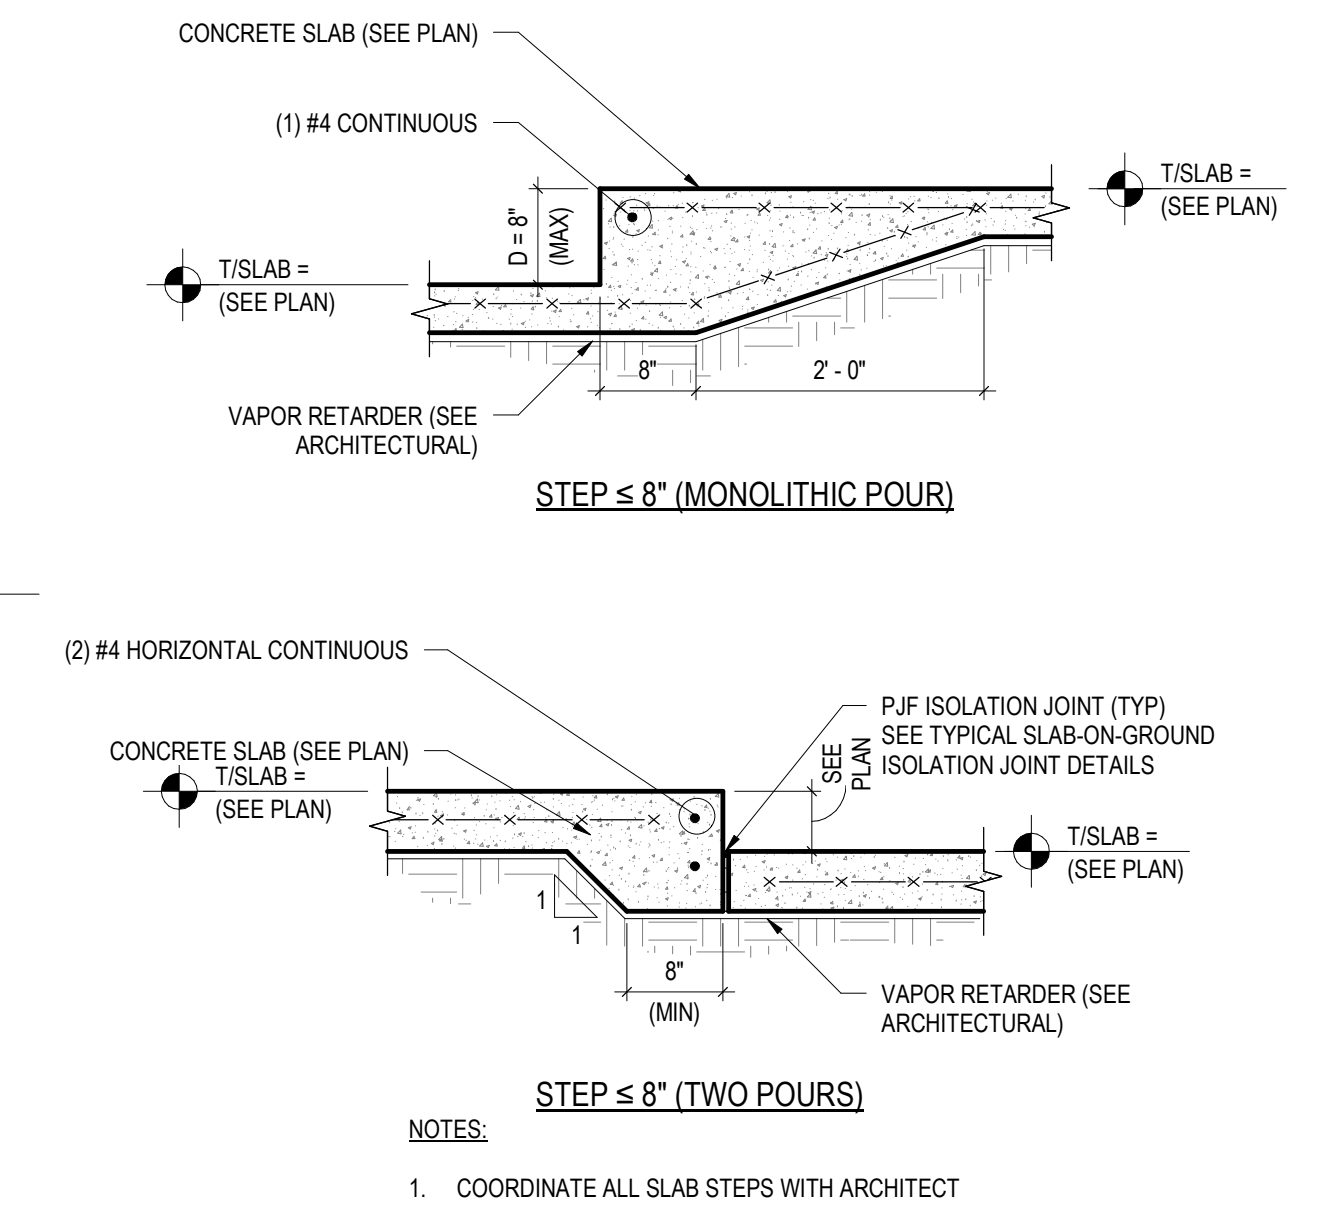 CONCRETE SLAB (SEE PLAN)
(1) #4 CONTINUOUS
T/SLAB =
(SEE PLAN)
D = 8"
(MAX)
T/SLAB =
(SEE PLAN)
8"
2' - 0"
VAPOR RETARDER (SEE
ARCHITECTURAL)
STEP ≤ 8" (MONOLITHIC POUR)
(2) #4 HORIZONTAL CONTINUOUS
PJF ISOLATION JOINT (TYP)
SEE TYPICAL SLAB-ON-GROUND
ISOLATION JOINT DETAILS
SEE
PLAN
CONCRETE SLAB (SEE PLAN)
T/SLAB =
(SEE PLAN)
T/SLAB =
(SEE PLAN)
1
1
8"
(MIN)
VAPOR RETARDER (SEE
ARCHITECTURAL)
STEP ≤ 8" (TWO POURS)
NOTES:
1. COORDINATE ALL SLAB STEPS WITH ARCHITECT